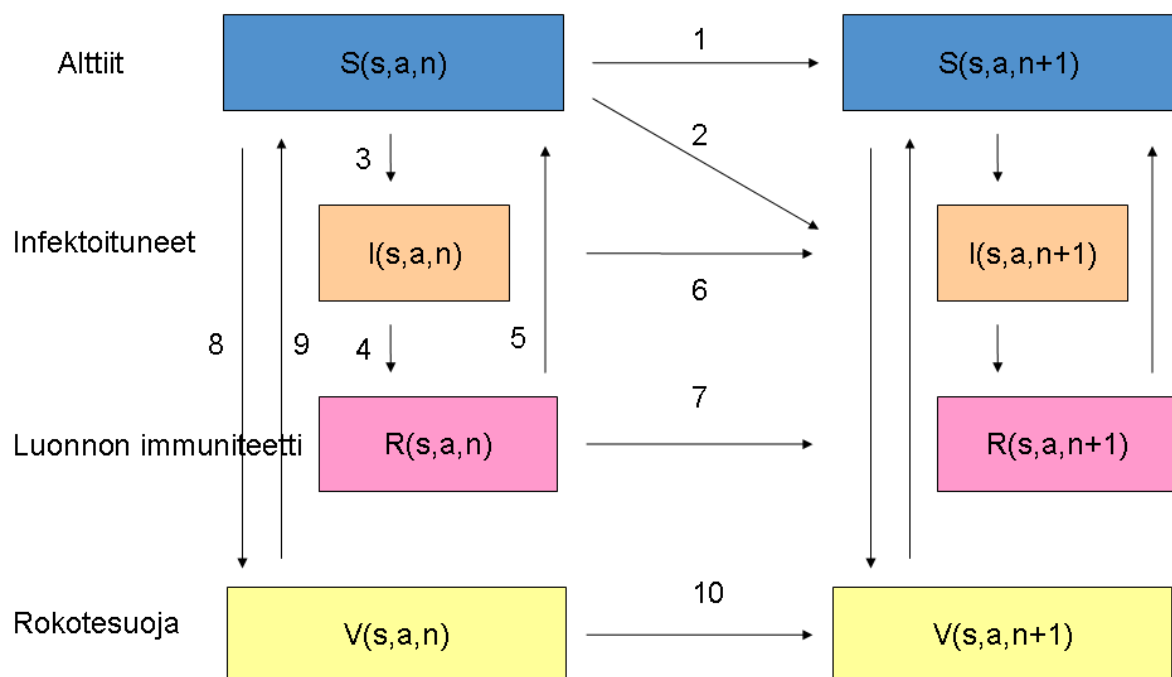 Alttiit
S(s,a,n)
1
S(s,a,n+1)
2
3
Infektoituneet
I(s,a,n)
I(s,a,n+1)
6
8
9
4
5
7
Luonnon immuniteetti
R(s,a,n)
R(s,a,n+1)
10
Rokotesuoja
V(s,a,n)
V(s,a,n+1)